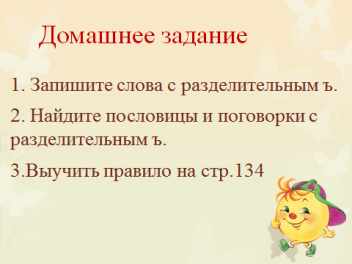 Домашнее задание
1. Запишите слова с разделительным ъ.
2. Найдите пословицы и поговорки с
разделительным ъ.
3.Выучить правило на стр.134